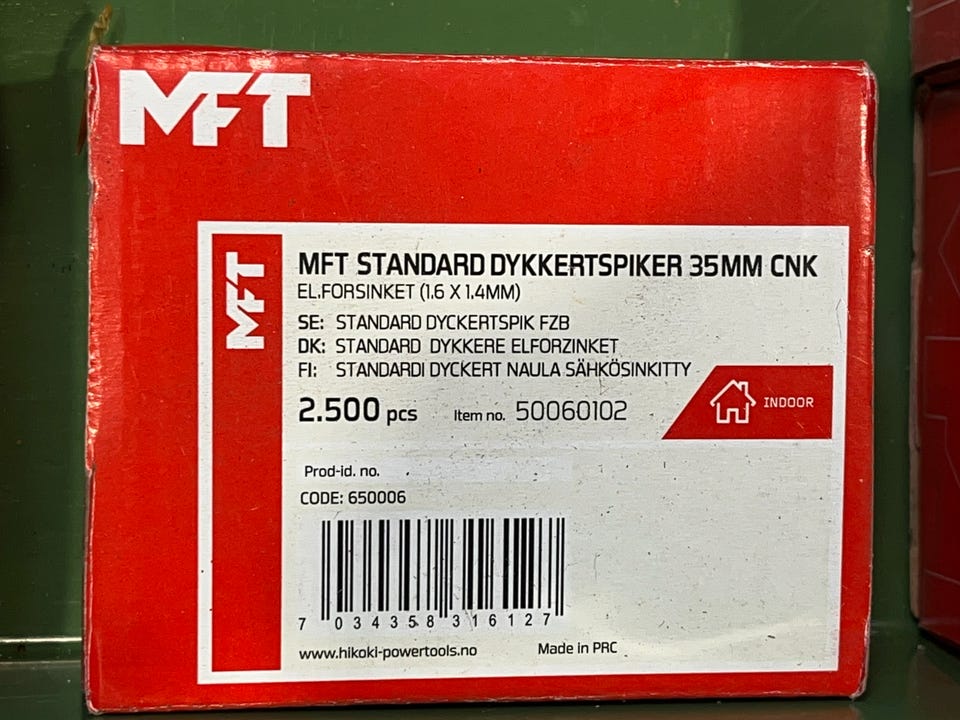 MFT
MFT
MFT STANDARD DYKKERTSPIKER 35MM CNK
EL.FORSINKET (1.6 X 1.4MM)
SE: STANDARD DYCKERTSPIK FZB
DK: STANDARD DYKKERE ELFORZINKET
FI: STANDARDI DYCKERT NAULA SÄHKÖSINKITTY
2.500 pcs Item no. 50060102
INDOOR
Prod-id. no.
CODE: 650006
7 034358 316127
www.hikoki-powertools.no Made in PRC